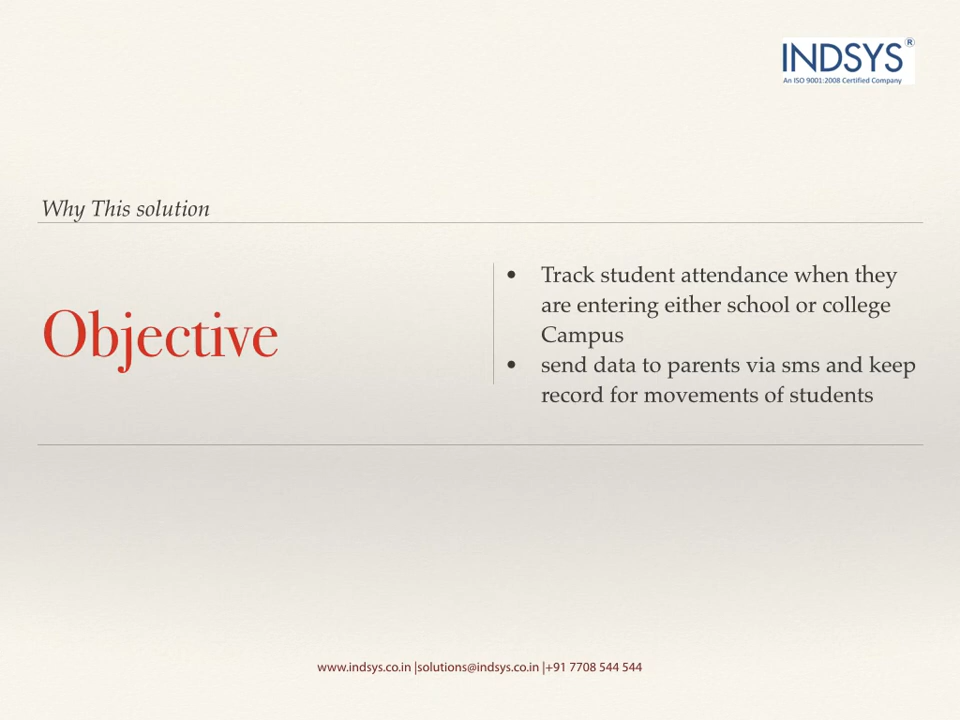 INDSYS®
An ISO 9001:2008 Certified Company
Why This solution
Objective
• Track student attendance when they
are entering either school or college
Campus
• send data to parents via sms and keep
record for movements of students
www.indsys.co.in |solutions@indsys.co.in |+91 7708 544 544